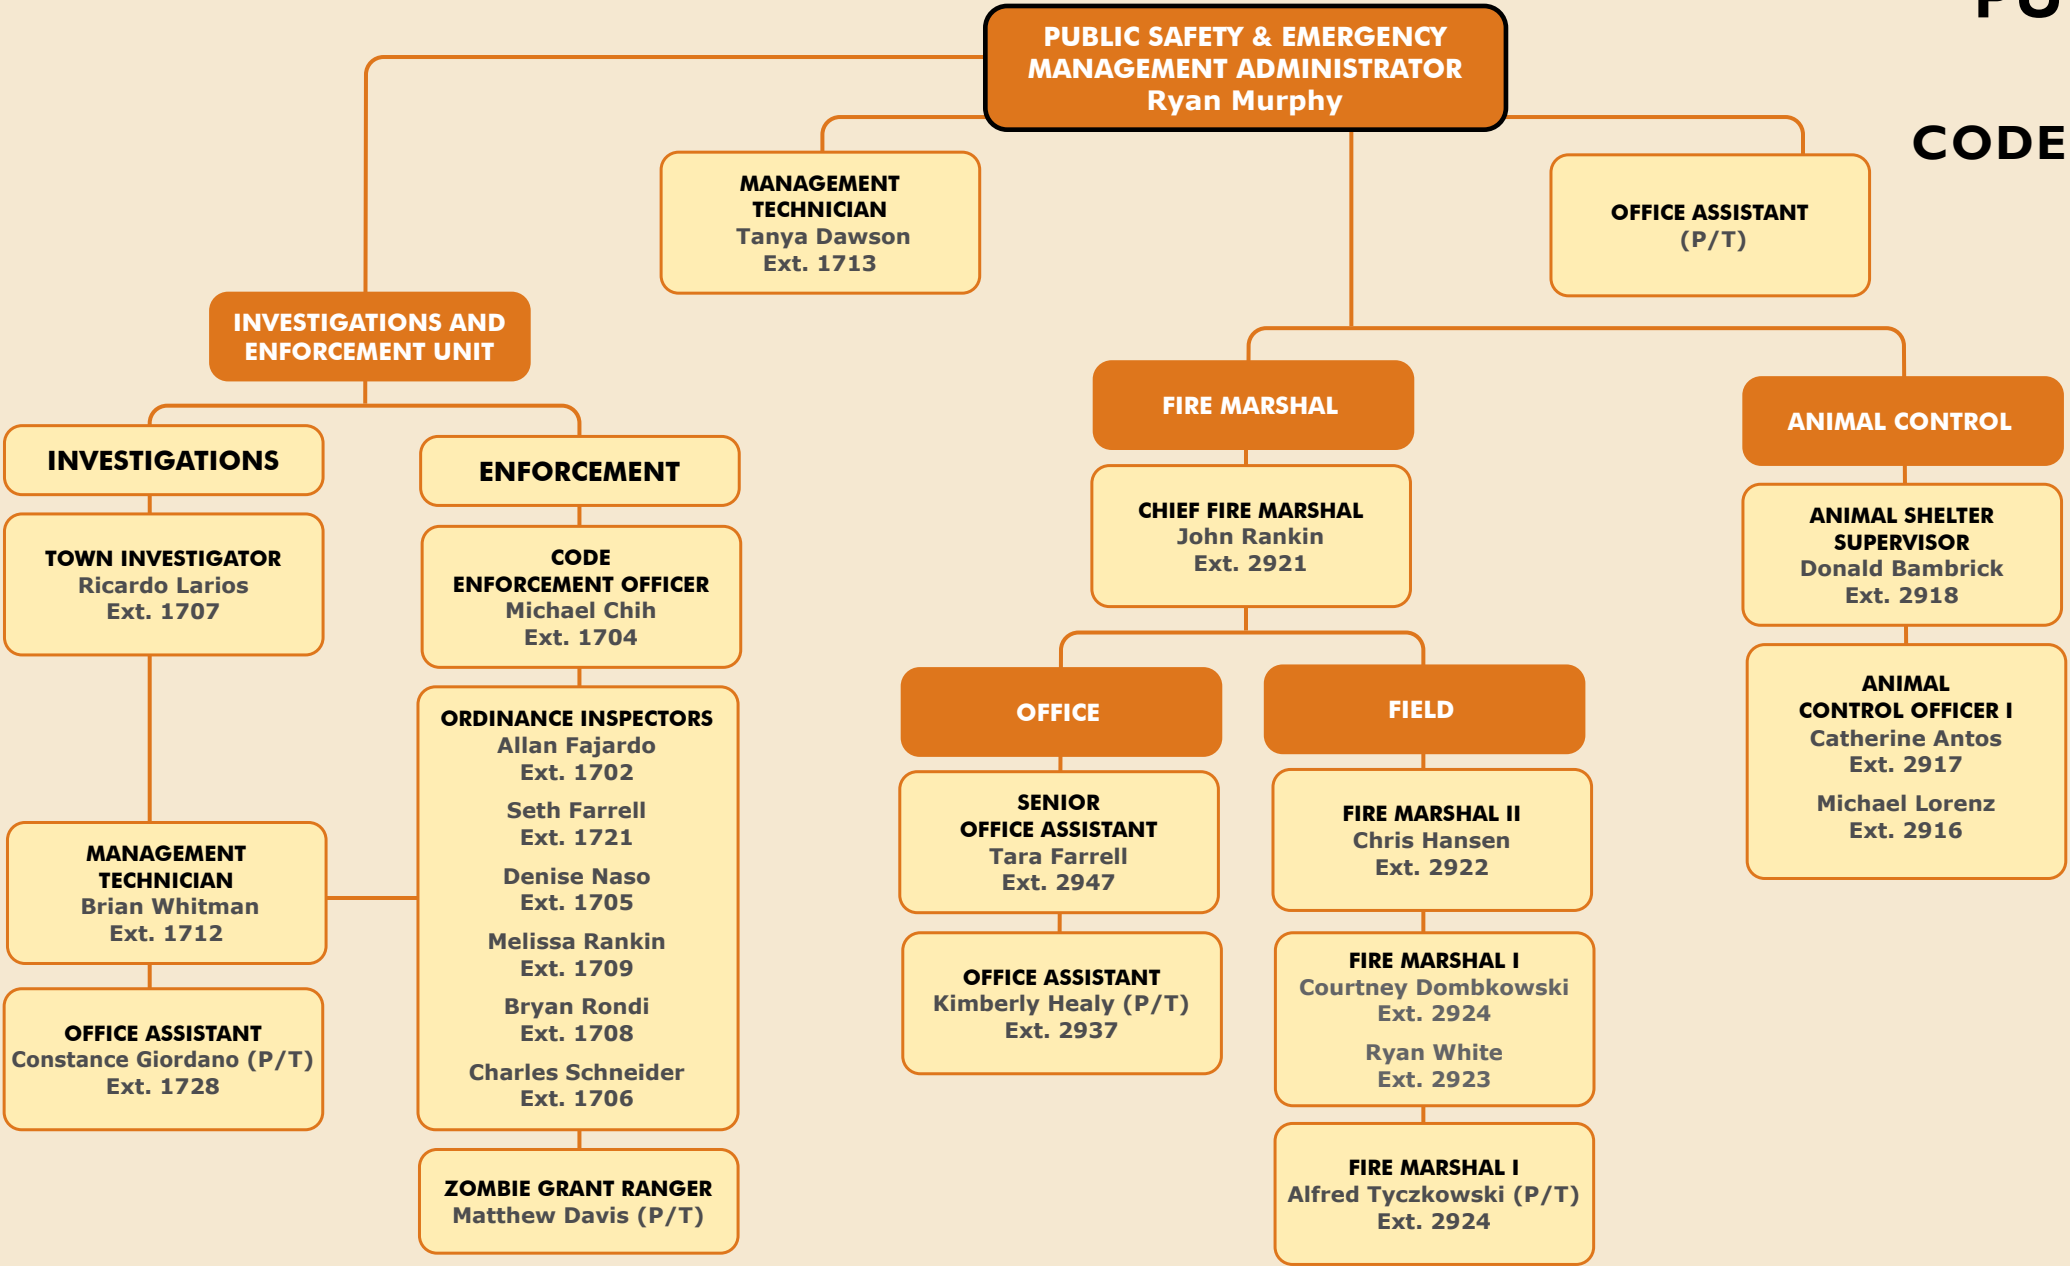 PU
CODE
PUBLIC SAFETY & EMERGENCY
MANAGEMENT ADMINISTRATOR
Ryan Murphy
MANAGEMENT
TECHNICIAN
Tanya Dawson
Ext. 1713
OFFICE ASSISTANT
(P/T)
INVESTIGATIONS AND
ENFORCEMENT UNIT
INVESTIGATIONS
TOWN INVESTIGATOR
Ricardo Larios
Ext. 1707
MANAGEMENT
TECHNICIAN
Brian Whitman
Ext. 1712
OFFICE ASSISTANT
Constance Giordano (P/T)
Ext. 1728
ENFORCEMENT
CODE
ENFORCEMENT OFFICER
Michael Chih
Ext. 1704
ORDINANCE INSPECTORS
Allan Fajardo
Ext. 1702
Seth Farrell
Ext. 1721
Denise Naso
Ext. 1705
Melissa Rankin
Ext. 1709
Bryan Rondi
Ext. 1708
Charles Schneider
Ext. 1706
ZOMBIE GRANT RANGER
Matthew Davis (P/T)
FIRE MARSHAL
CHIEF FIRE MARSHAL
John Rankin
Ext. 2921
OFFICE
SENIOR
OFFICE ASSISTANT
Tara Farrell
Ext. 2947
OFFICE ASSISTANT
Kimberly Healy (P/T)
Ext. 2937
FIELD
FIRE MARSHAL II
Chris Hansen
Ext. 2922
FIRE MARSHAL I
Courtney Dombkowski
Ext. 2924
Ryan White
Ext. 2923
FIRE MARSHAL I
Alfred Tyczkowski (P/T)
Ext. 2924
ANIMAL CONTROL
ANIMAL SHELTER
SUPERVISOR
Donald Bambrick
Ext. 2918
ANIMAL
CONTROL OFFICER I
Catherine Antos
Ext. 2917
Michael Lorenz
Ext. 2916